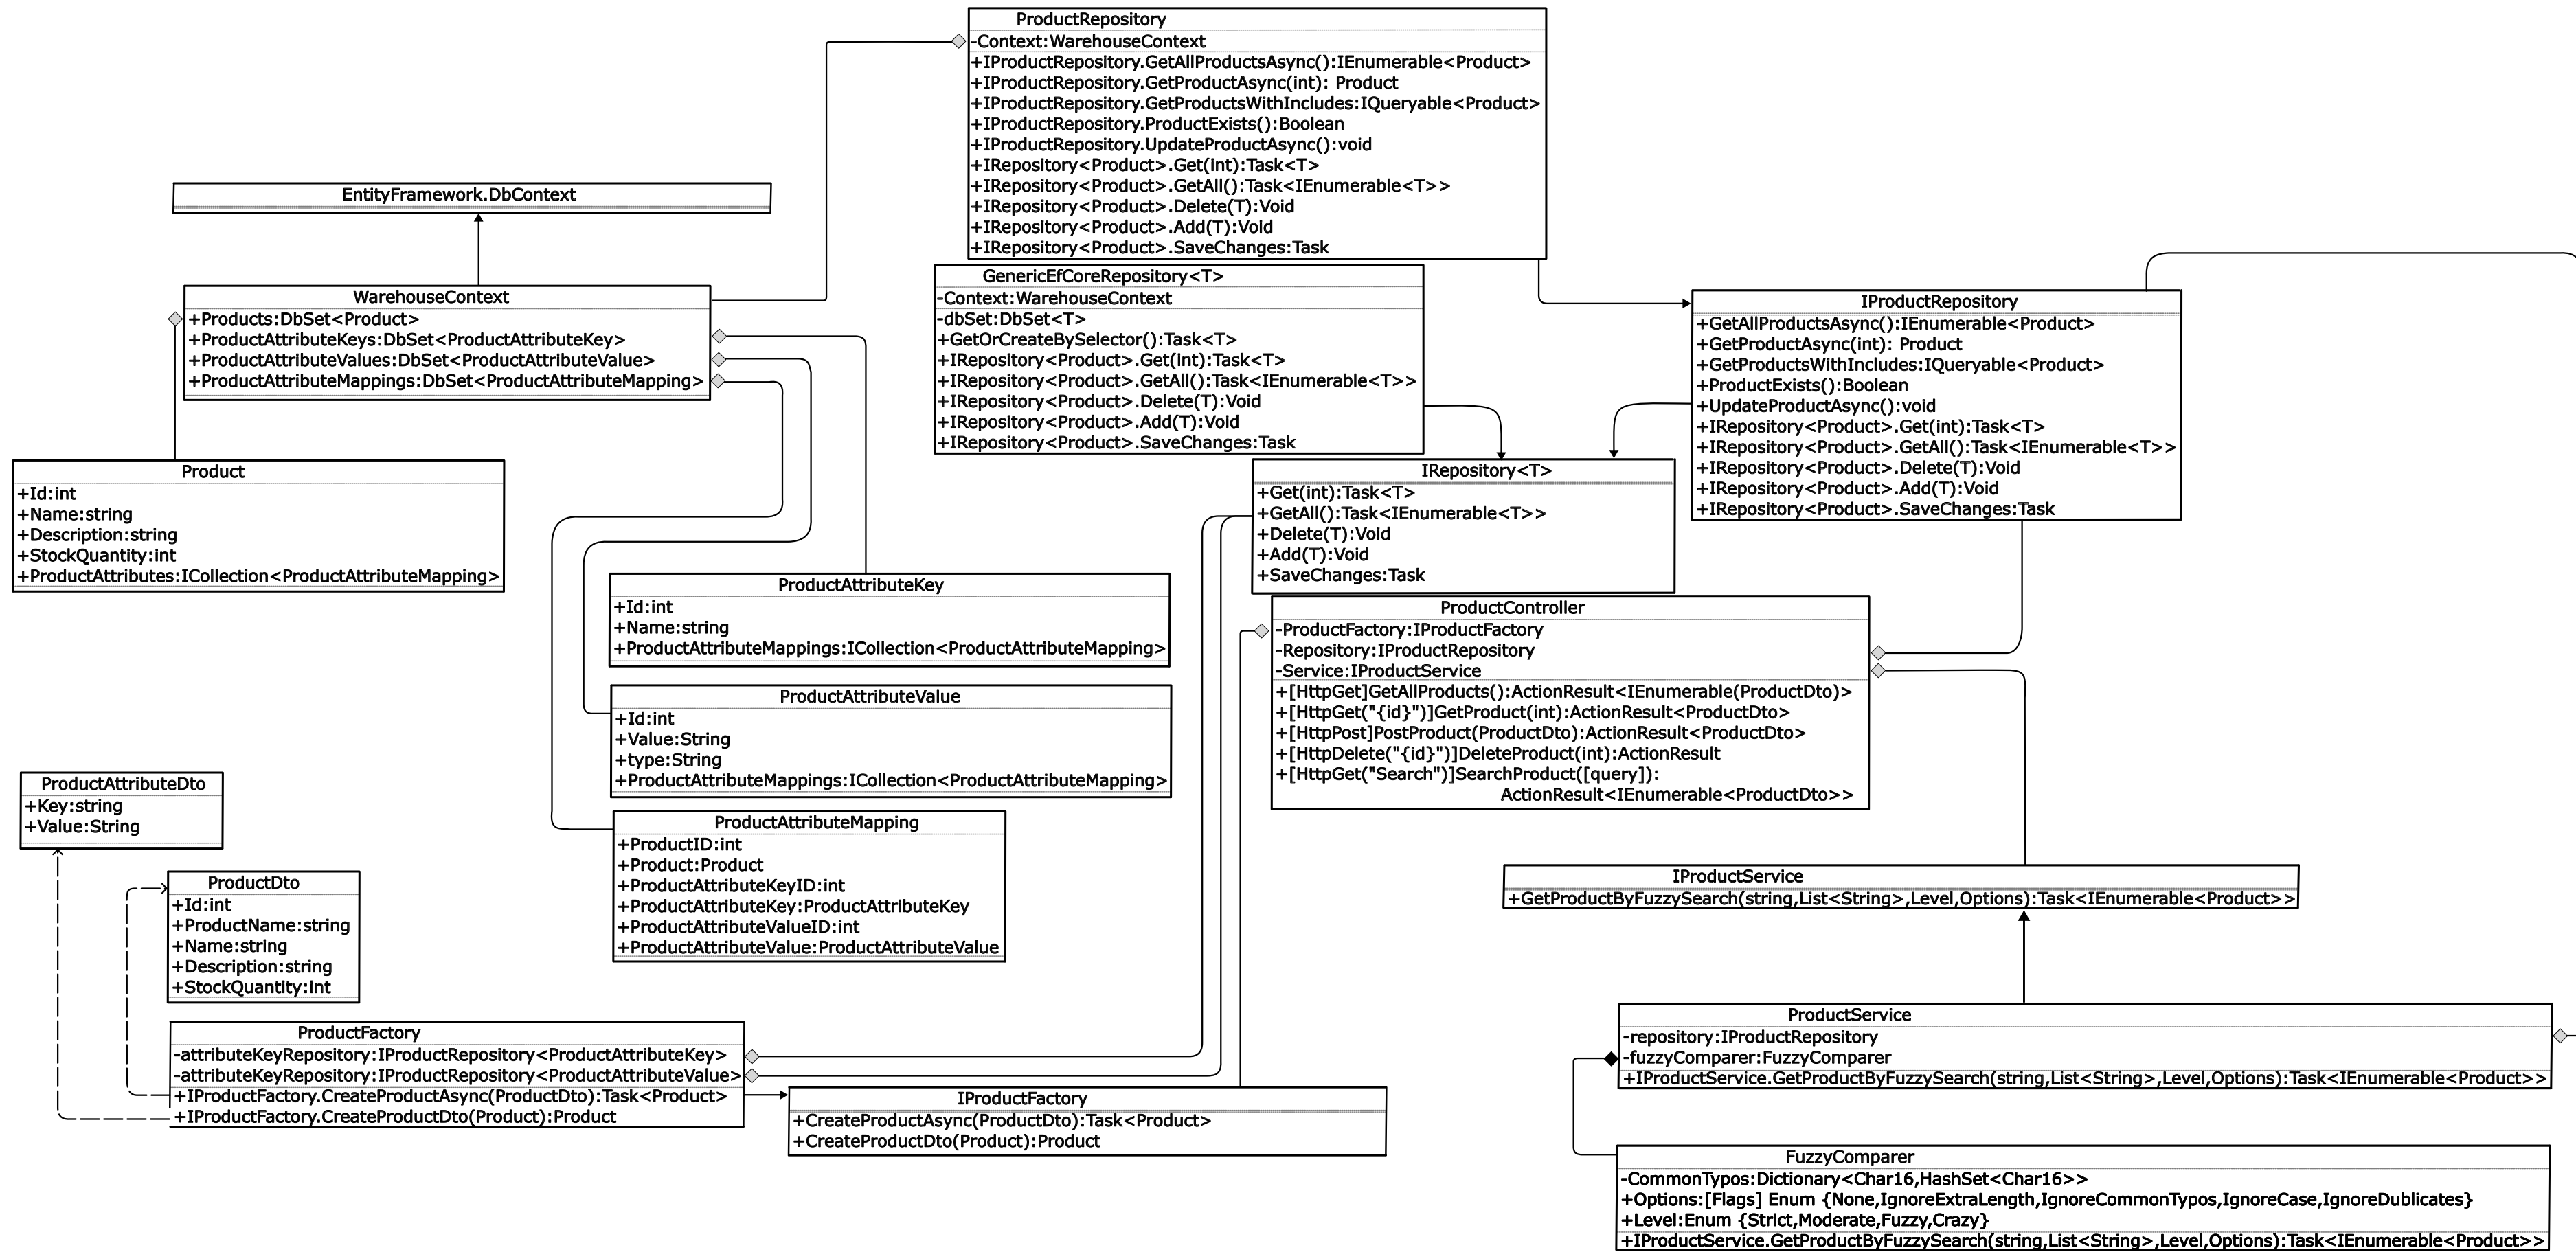 ProductRepository
-Context:WarehouseContext
+IProductRepository.GetAllProductsAsync():IEnumerable<Product>
+IProductRepository.GetProductAsync(int): Product
+IProductRepository.GetProductsWithIncludes:IQueryable<Product>
+IProductRepository.ProductExists():Boolean
+IProductRepository.UpdateProductAsync():void
+IRepository<Product>.Get(int):Task<T>
+IRepository<Product>.GetAll():Task<IEnumerable<T>>
+IRepository<Product>.Delete(T):Void
+IRepository<Product>.Add(T):Void
+IRepository<Product>.SaveChanges:Task
EntityFramework.DbContext
WarehouseContext
+Products:DbSet<Product>
+ProductAttributeKeys:DbSet<ProductAttributeKey>
+ProductAttributeValues:DbSet<ProductAttributeValue>
+ProductAttributeMappings:DbSet<ProductAttributeMapping>
GenericEfCoreRepository<T>
-Context:WarehouseContext
-dbSet:DbSet<T>
+GetOrCreateBySelector():Task<T>
+IRepository<Product>.Get(int):Task<T>
+IRepository<Product>.GetAll():Task<IEnumerable<T>>
+IRepository<Product>.Delete(T):Void
+IRepository<Product>.Add(T):Void
+IRepository<Product>.SaveChanges:Task
IProductRepository
+GetAllProductsAsync():IEnumerable<Product>
+GetProductAsync(int): Product
+GetProductsWithIncludes:IQueryable<Product>
+ProductExists():Boolean
+UpdateProductAsync():void
+IRepository<Product>.Get(int):Task<T>
+IRepository<Product>.GetAll():Task<IEnumerable<T>>
+IRepository<Product>.Delete(T):Void
+IRepository<Product>.Add(T):Void
+IRepository<Product>.SaveChanges:Task
Product
+Id:int
+Name:string
+Description:string
+StockQuantity:int
+ProductAttributes:ICollection<ProductAttributeMapping>
IRepository<T>
+Get(int):Task<T>
+GetAll():Task<IEnumerable<T>>
+Delete(T):Void
+Add(T):Void
+SaveChanges:Task
ProductAttributeKey
+Id:int
+Name:string
+ProductAttributeMappings:ICollection<ProductAttributeMapping>
ProductController
-ProductFactory:IProductFactory
-Repository:IProductRepository
-Service:IProductService
+[HttpGet]GetAllProducts():ActionResult<IEnumerable(ProductDto)>
+[HttpGet("{id}")]GetProduct(int):ActionResult<ProductDto>
+[HttpPost]PostProduct(ProductDto):ActionResult<ProductDto>
+[HttpDelete("{id}")]DeleteProduct(int):ActionResult
+[HttpGet("Search")]SearchProduct([query]):
ActionResult<IEnumerable<ProductDto>>
ProductAttributeValue
+Id:int
+Value:String
+type:String
+ProductAttributeMappings:ICollection<ProductAttributeMapping>
ProductAttributeDto
+Key:string
+Value:String
ProductAttributeMapping
+ProductID:int
+Product:Product
+ProductAttributeKeyID:int
+ProductAttributeKey:ProductAttributeKey
+ProductAttributeValueID:int
+ProductAttributeValue:ProductAttributeValue
ProductDto
+Id:int
+ProductName:string
+Name:string
+Description:string
+StockQuantity:int
IProductService
+GetProductByFuzzySearch(string,List<String>,Level,Options):Task<IEnumerable<Product>>
ProductService
-repository:IProductRepository
-fuzzyComparer:FuzzyComparer
+IProductService.GetProductByFuzzySearch(string,List<String>,Level,Options):Task<IEnumerable<Product>>
ProductFactory
-attributeKeyRepository:IProductRepository<ProductAttributeKey>
-attributeKeyRepository:IProductRepository<ProductAttributeValue>
+IProductFactory.CreateProductAsync(ProductDto):Task<Product>
+IProductFactory.CreateProductDto(Product):Product
IProductFactory
+CreateProductAsync(ProductDto):Task<Product>
+CreateProductDto(Product):Product
FuzzyComparer
-CommonTypos:Dictionary<Char16,HashSet<Char16>>
+Options:[Flags] Enum {None,IgnoreExtraLength,IgnoreCommonTypos,IgnoreCase,IgnoreDublicates}
+Level:Enum {Strict,Moderate,Fuzzy,Crazy}
+IProductService.GetProductByFuzzySearch(string,List<String>,Level,Options):Task<IEnumerable<Product>>